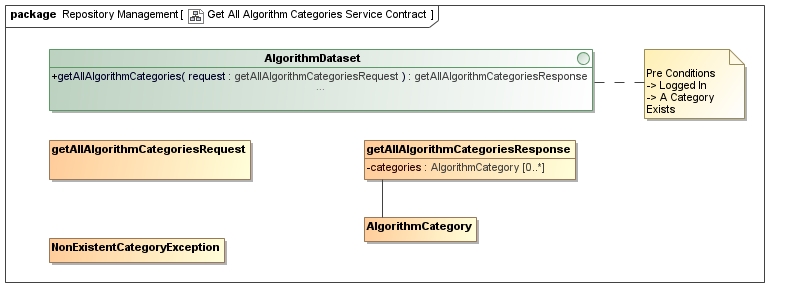 package Repository Management[ Get All Algorithm Categories Service Contract ]
AlgorithmDataset
+getAllAlgorithmCategories( request : getAllAlgorithmCategoriesRequest ) : getAllAlgorithmCategoriesResponse
...
Pre Conditions
-> Logged In
-> A Category
Exists
getAllAlgorithmCategoriesRequest
getAllAlgorithmCategoriesResponse
-categories : AlgorithmCategory [0..*]
AlgorithmCategory
NonExistentCategoryException